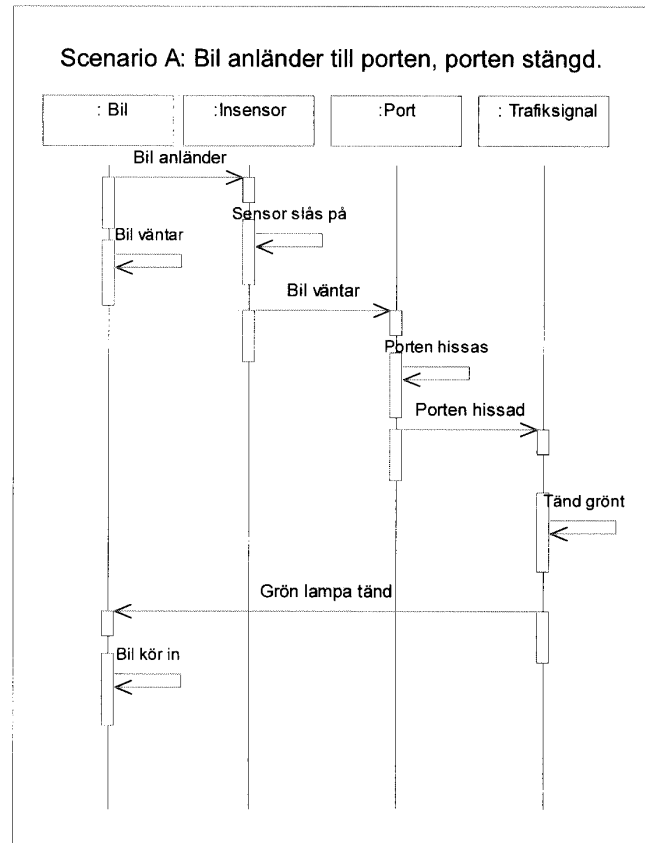 Scenario A: Bil anländer till porten, porten stängd.
: Bil
:Insensor
:Port
: Trafiksignal
Bil anländer
Sensor slås på
Bil väntar
Bil väntar
Porten hissas
Porten hissad
Tänd grönt
Grön lampa tänd
Bil kör in